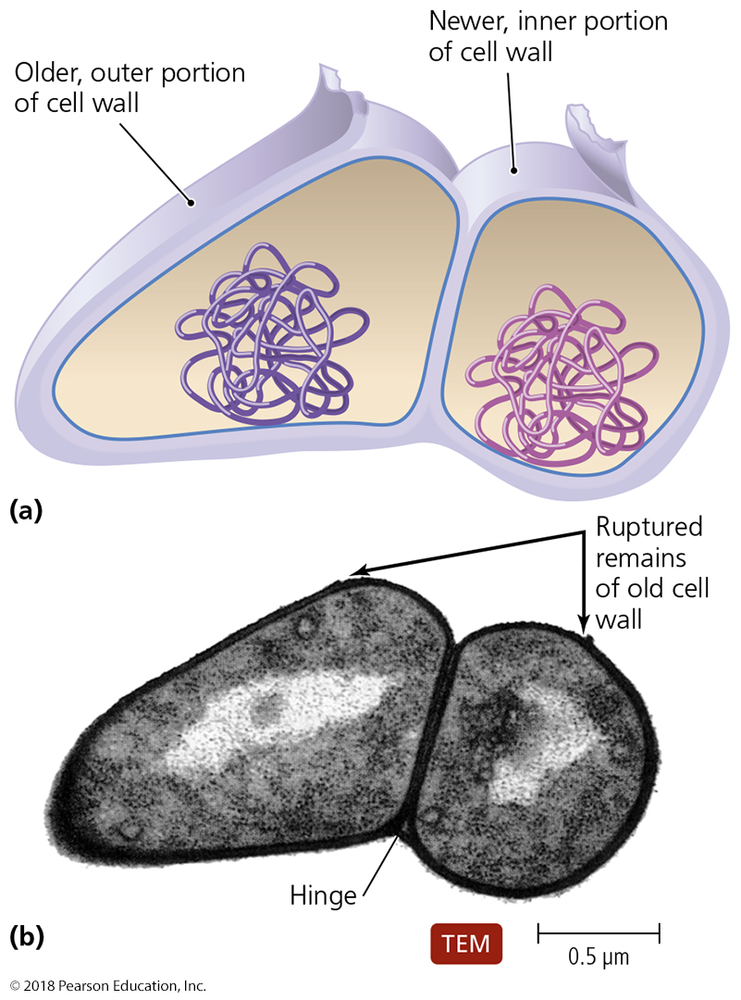 Newer, inner portion
of cell wall
Older, outer portion
of cell wall
(a)
Ruptured
remains
of old cell
wall
Hinge
(b)
TEM
0.5 μm
© 2018 Pearson Education, Inc.